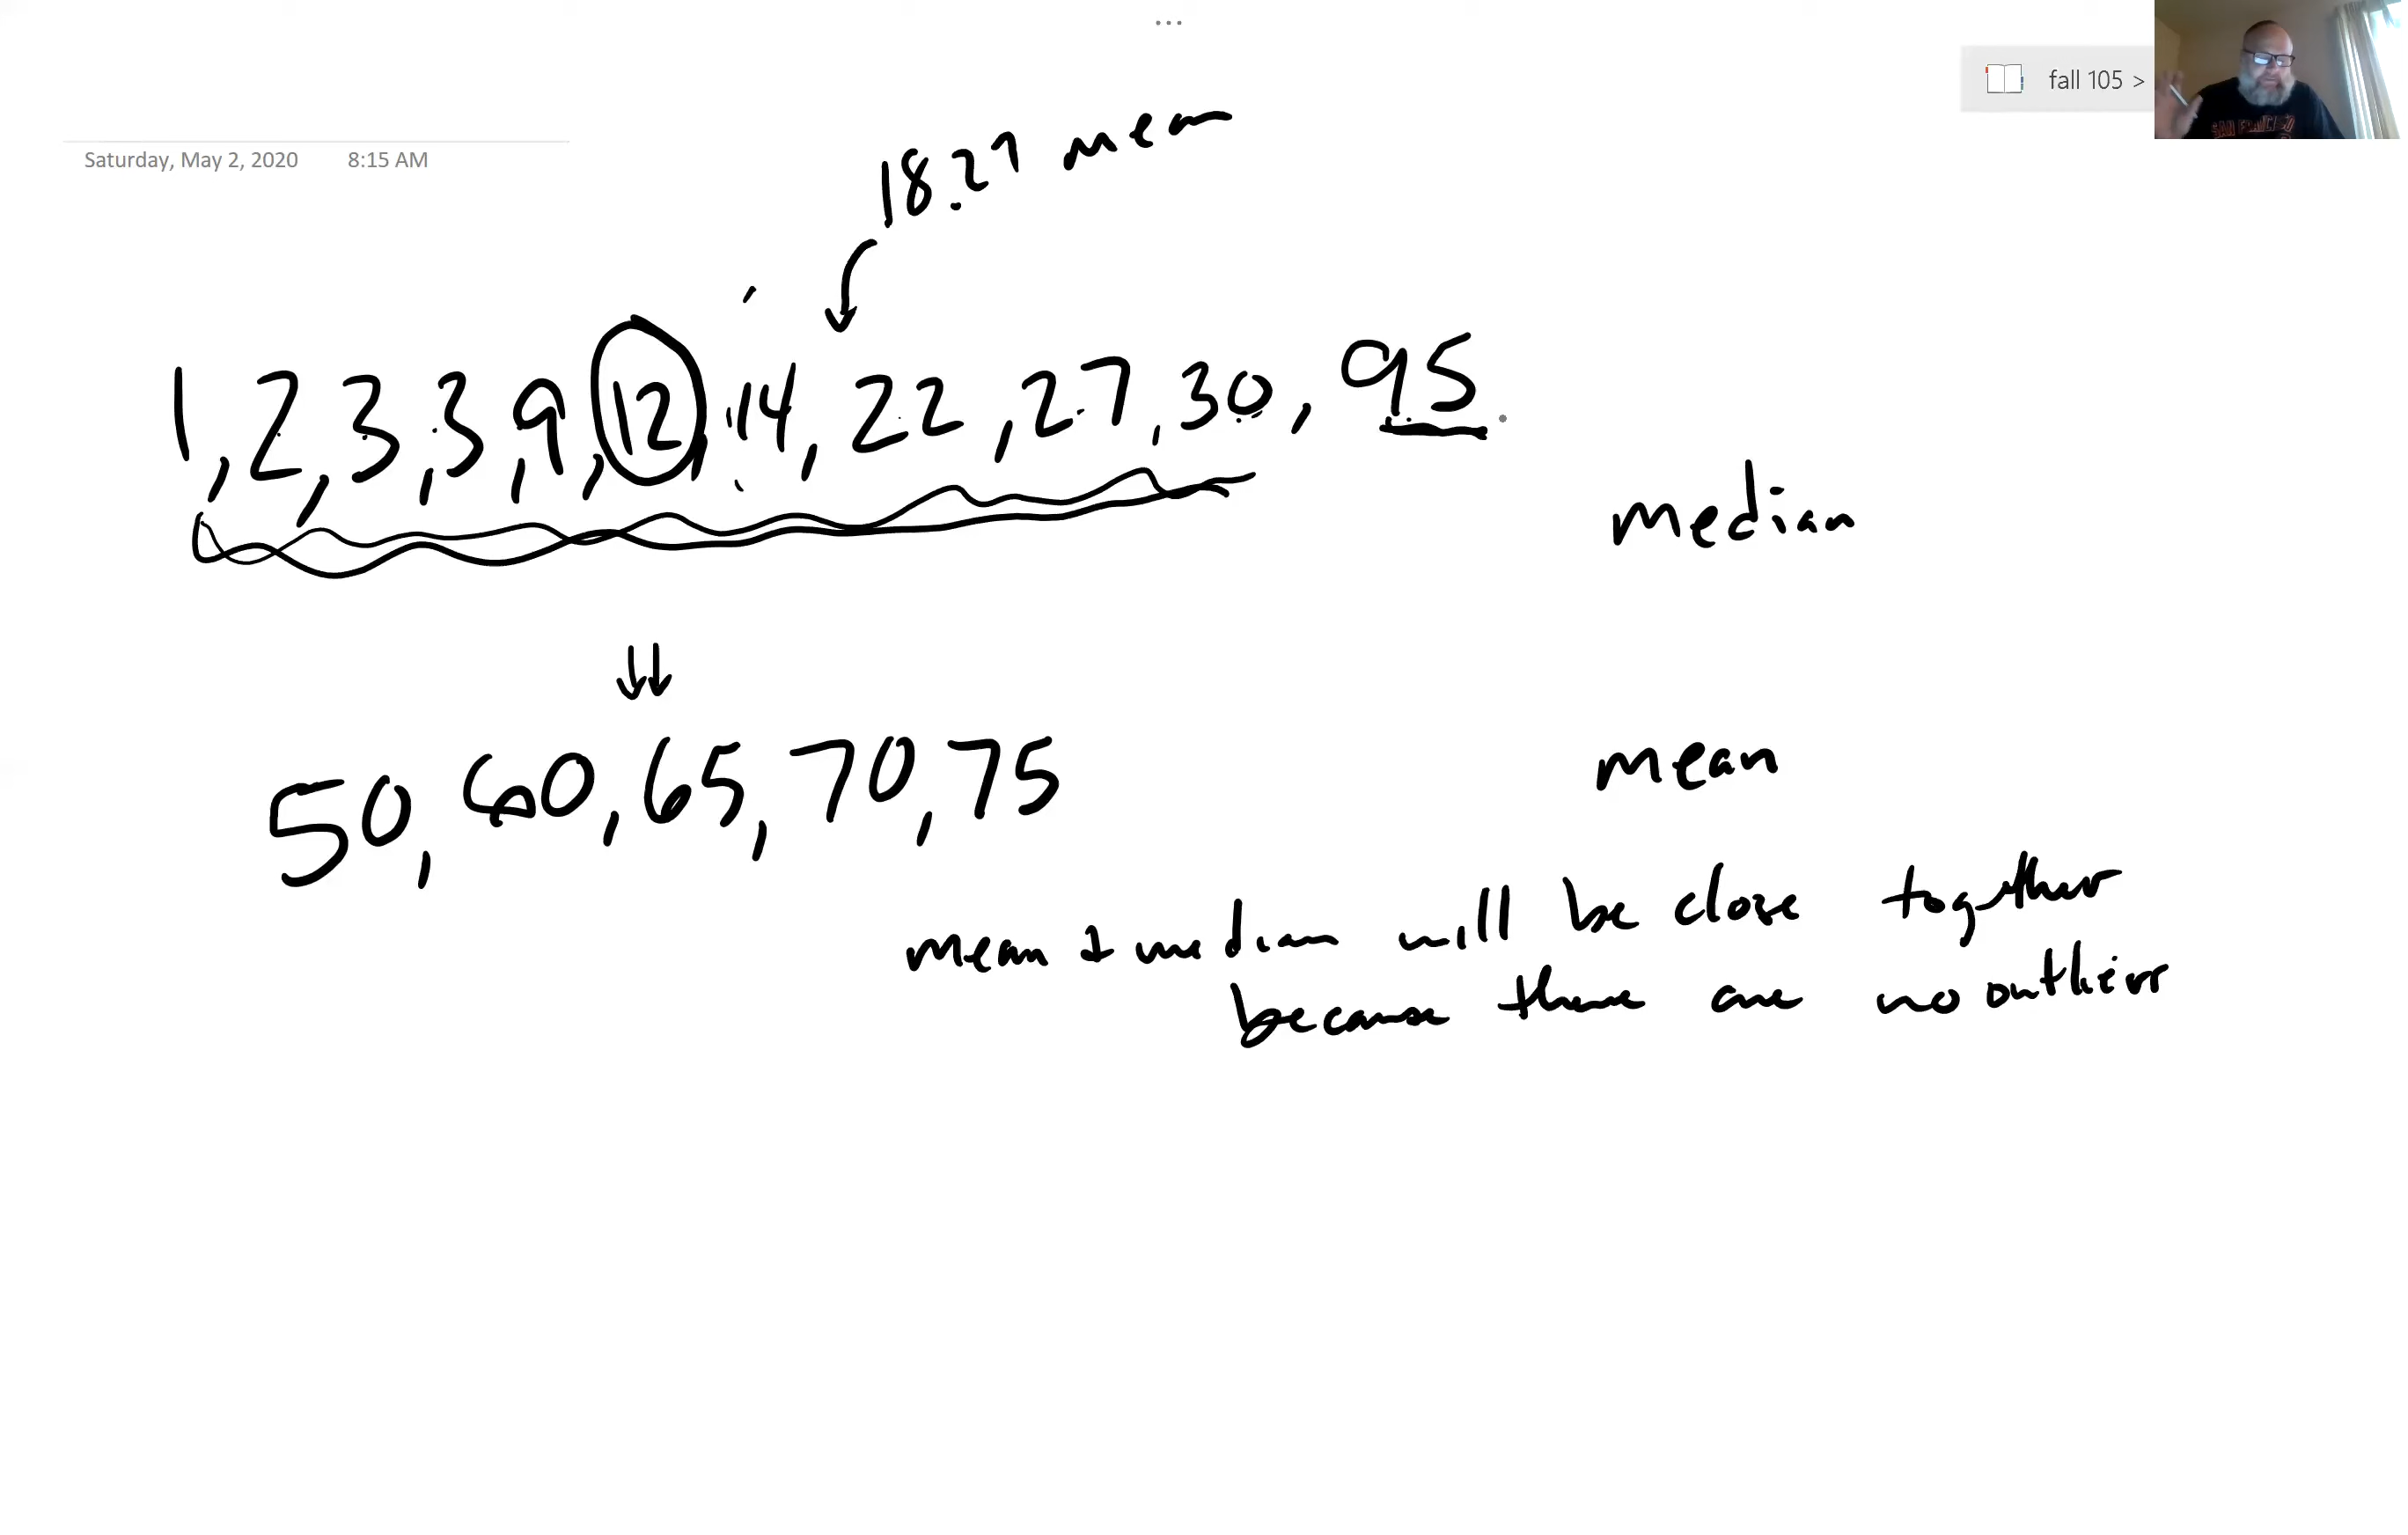 ...
fall 105 >
SAN FRANCISCO
Saturday, May 2, 2020 8:15 AM
18.27 mean
1, 2, 3, 3, 9, 12, 14, 22, 27, 30, 95
median
50, 60, 65, 70, 75
mean
mean & median will be close together
because there are no outliers